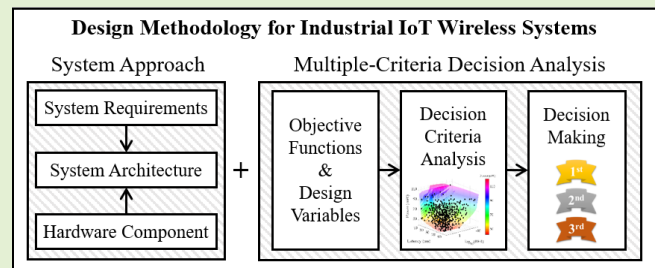 Design Methodology for Industrial IoT Wireless Systems
System Approach
System Requirements
System Architecture
Hardware Component
+
Multiple-Criteria Decision Analysis
Objective
Functions
&
Design
Variables
Decision
Criteria
Analysis
Decision
Making
1st
2nd
3rd